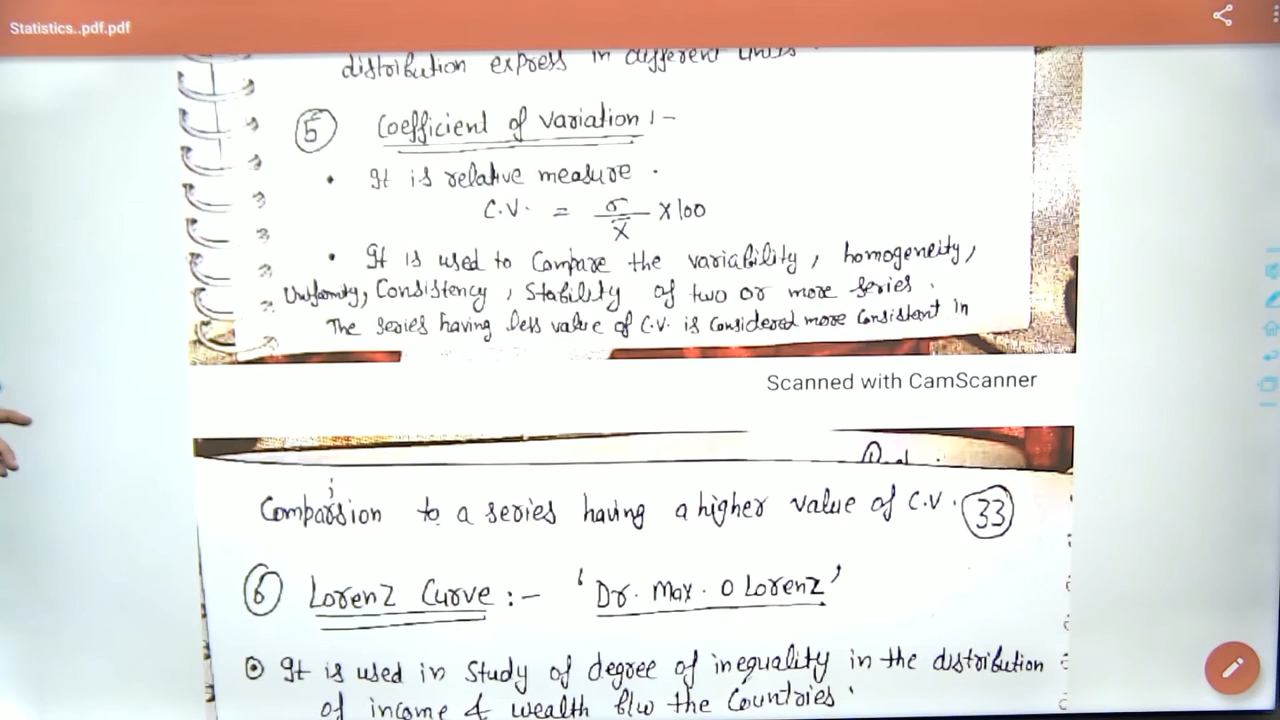 Statistics..pdf.pdf
distribution express in different units
5 Coefficient of variation :-
• It is relative measure .
C.V. = σ/X̄ × 100
• It is used to Compare the variability, homogeneity,
Uniformity, Consistency, Stability of two or more series.
The series having less value of C.V. is considered more consistent in
Scanned with CamScanner
Comparsion to a series having a higher value of C.V. 33
i
6 Lorenz Curve :- ‘Dr. Max. O Lorenz’
It is used in study of degree of inequality in the distribution
of income & wealth b/w the Countries.